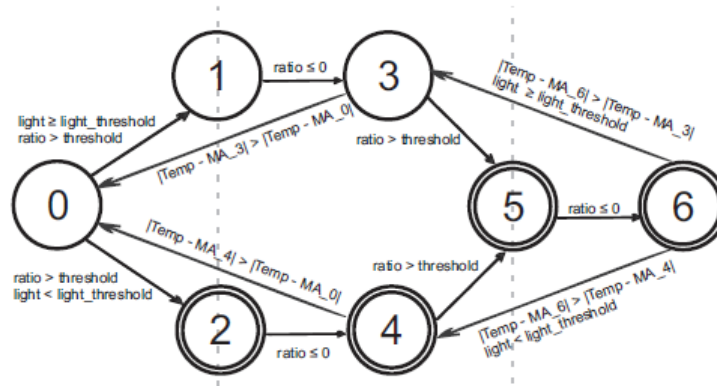 1
ratio ≤ 0
3
|Temp - MA_6| > |Temp - MA_3|
light ≥ light_threshold
light ≥ light_threshold
ratio > threshold
|Temp - MA_3| > |Temp - MA_0|
ratio > threshold
0
5
ratio ≤ 0
6
|Temp - MA_4| > |Temp - MA_0|
ratio > threshold
ratio > threshold
light < light_threshold
2
ratio ≤ 0
4
|Temp - MA_6| > |Temp - MA_4|
light < light_threshold